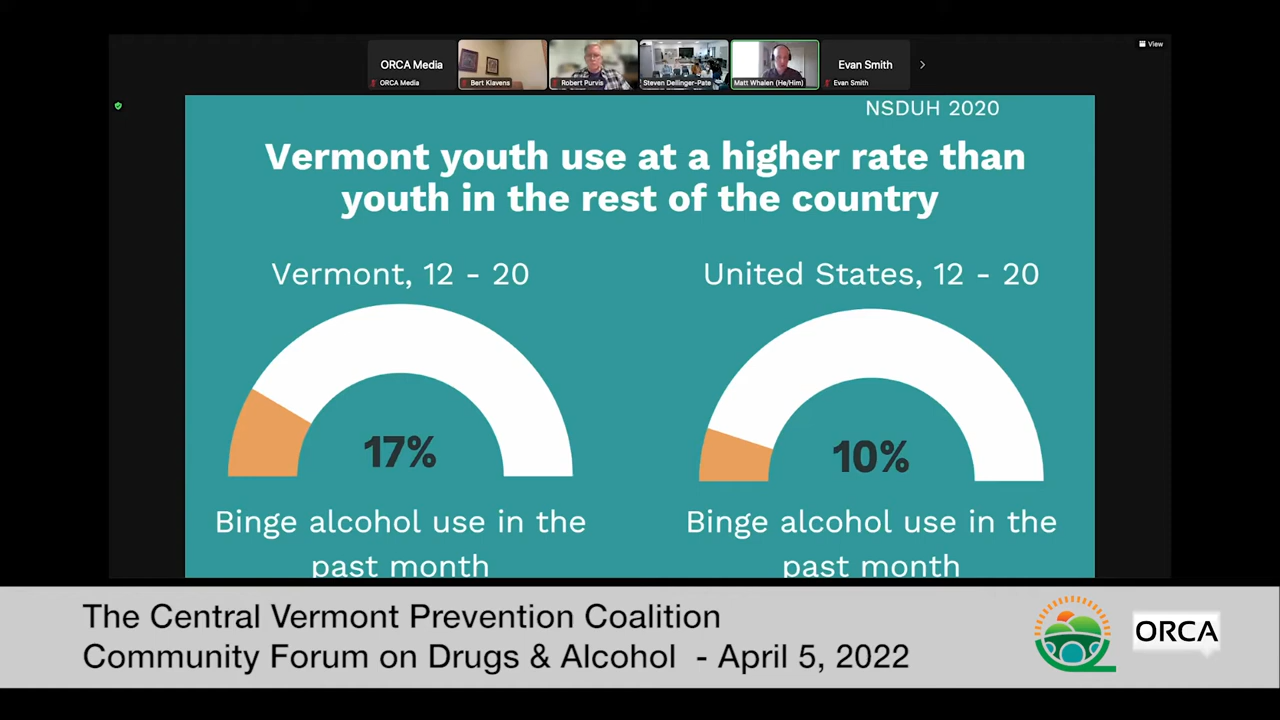 View
ORCA Media
Evan Smith
ORCA Media
Bert Klavens
Robert Purvis
Steven Dellinger-Pate
Matt Whalen (He/Him)
Evan Smith
NSDUH 2020
Vermont youth use at a higher rate than
youth in the rest of the country
Vermont, 12 - 20
United States, 12 - 20
17%
10%
Binge alcohol use in the
past month
Binge alcohol use in the
past month
The Central Vermont Prevention Coalition
Community Forum on Drugs & Alcohol - April 5, 2022
ORCA